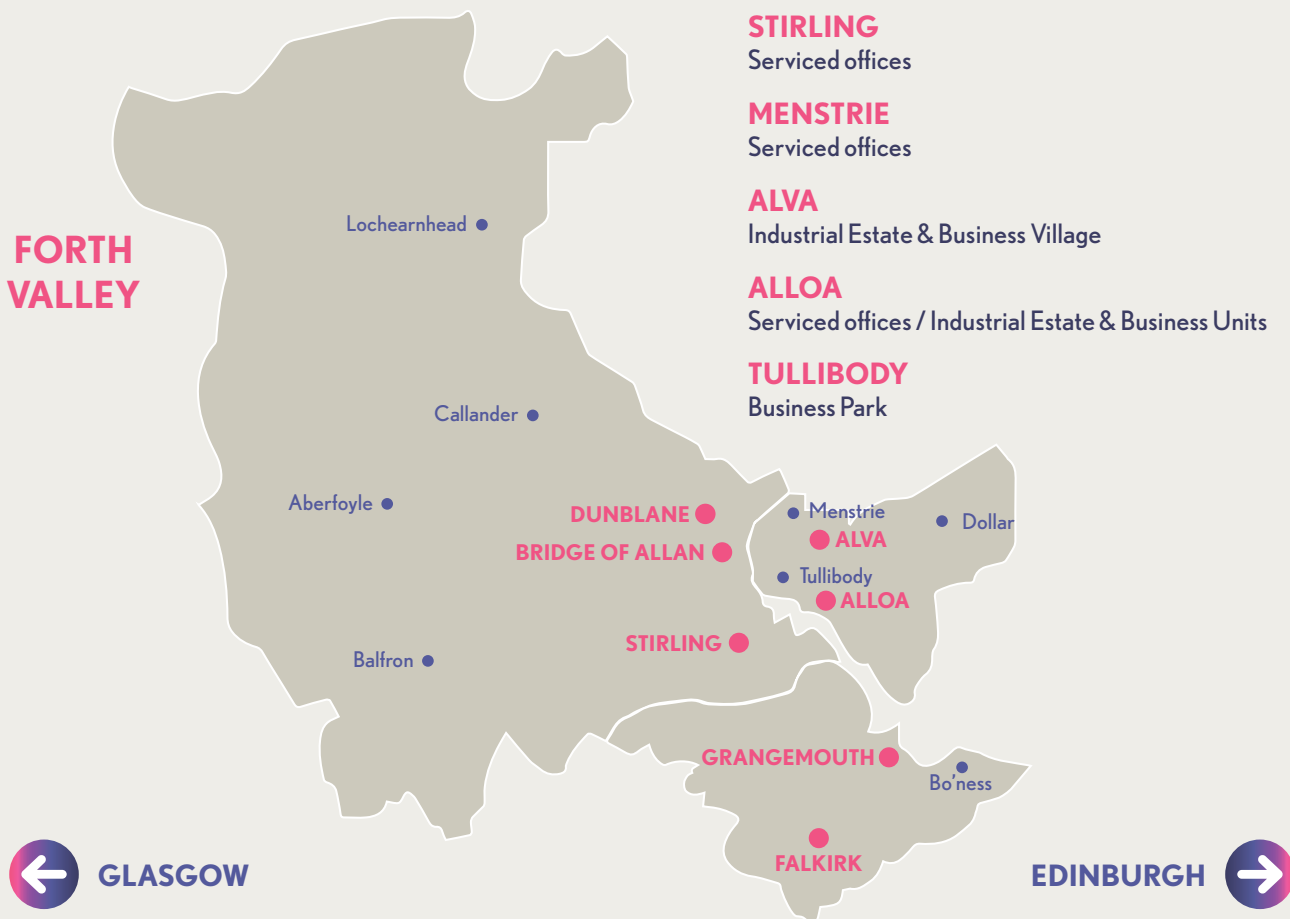 STIRLING
Serviced offices
MENSTRIE
Serviced offices
ALVA
Industrial Estate & Business Village
ALLOA
Serviced offices / Industrial Estate & Business Units
TULLIBODY
Business Park
FORTH
VALLEY
Lochearnhead
Callander
Aberfoyle
DUNBLANE
Menstrie
Dollar
ALVA
BRIDGE OF ALLAN
Tullibody
ALLOA
STIRLING
Balfron
GRANGEMOUTH
Bo'ness
FALKIRK
GLASGOW
EDINBURGH